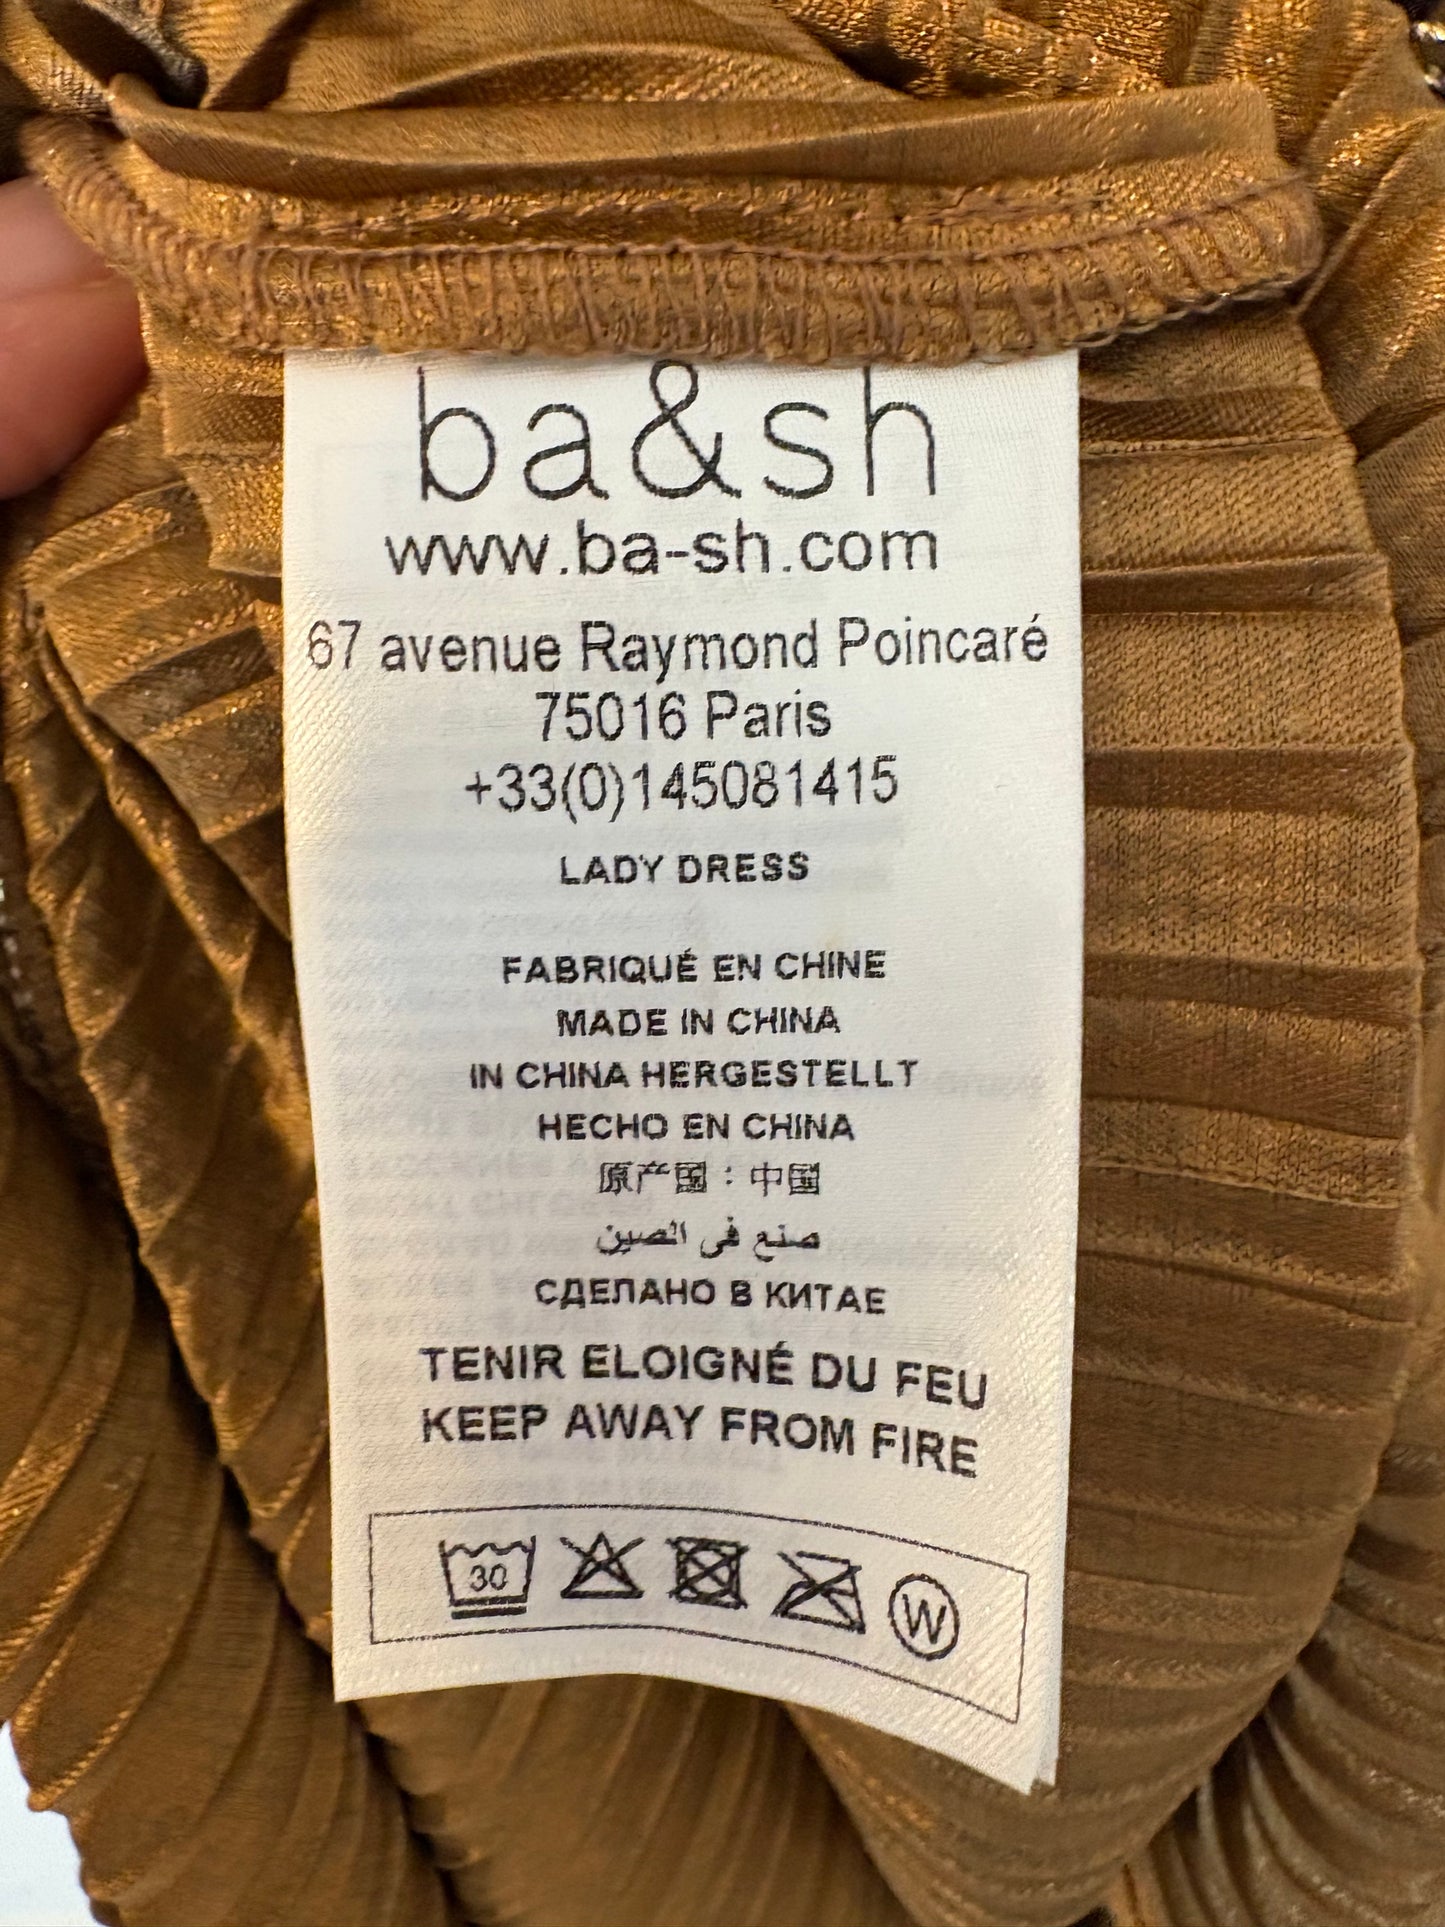 ba&sh
www.ba-sh.com
67 avenue Raymond Poincaré
75016 Paris
+33(0)145081415
LADY DRESS
FABRIQUÉ EN CHINE
MADE IN CHINA
IN CHINA HERGESTELLT
HECHO EN CHINA
原产国：中国
صنع في الصين
СДЕЛАНО В КИТАЕ
TENIR ELOIGNÉ DU FEU
KEEP AWAY FROM FIRE
30 W